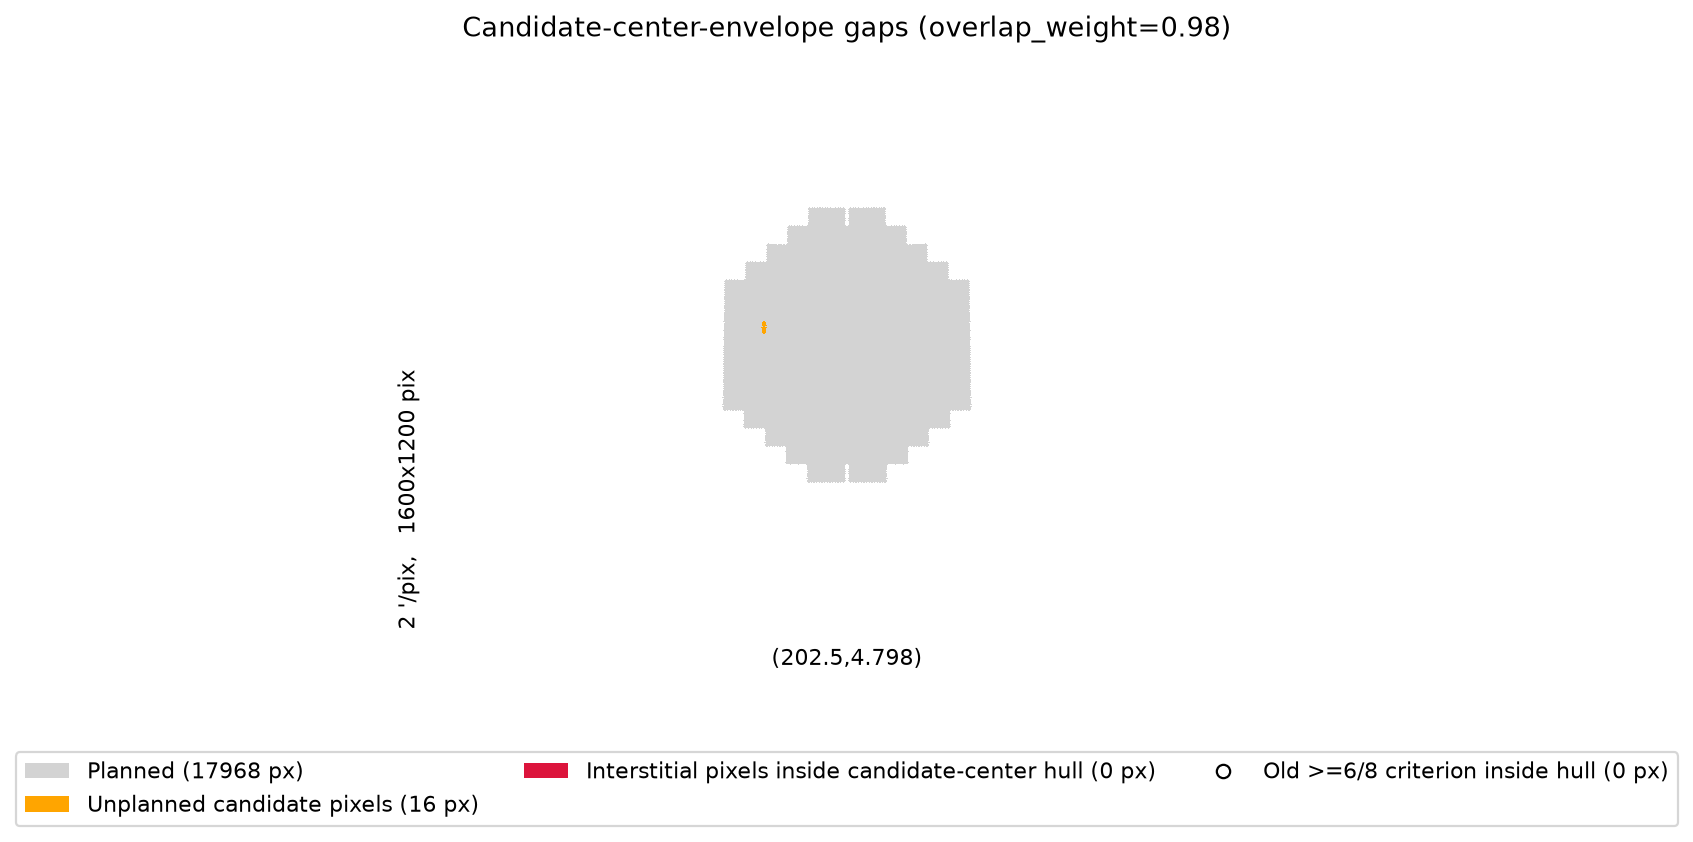 Candidate-center-envelope gaps (overlap_weight=0.98)
2 '/pix,   1600x1200 pix
(202.5,4.798)
Planned (17968 px)
Unplanned candidate pixels (16 px)
Interstitial pixels inside candidate-center hull (0 px)
Old >=6/8 criterion inside hull (0 px)